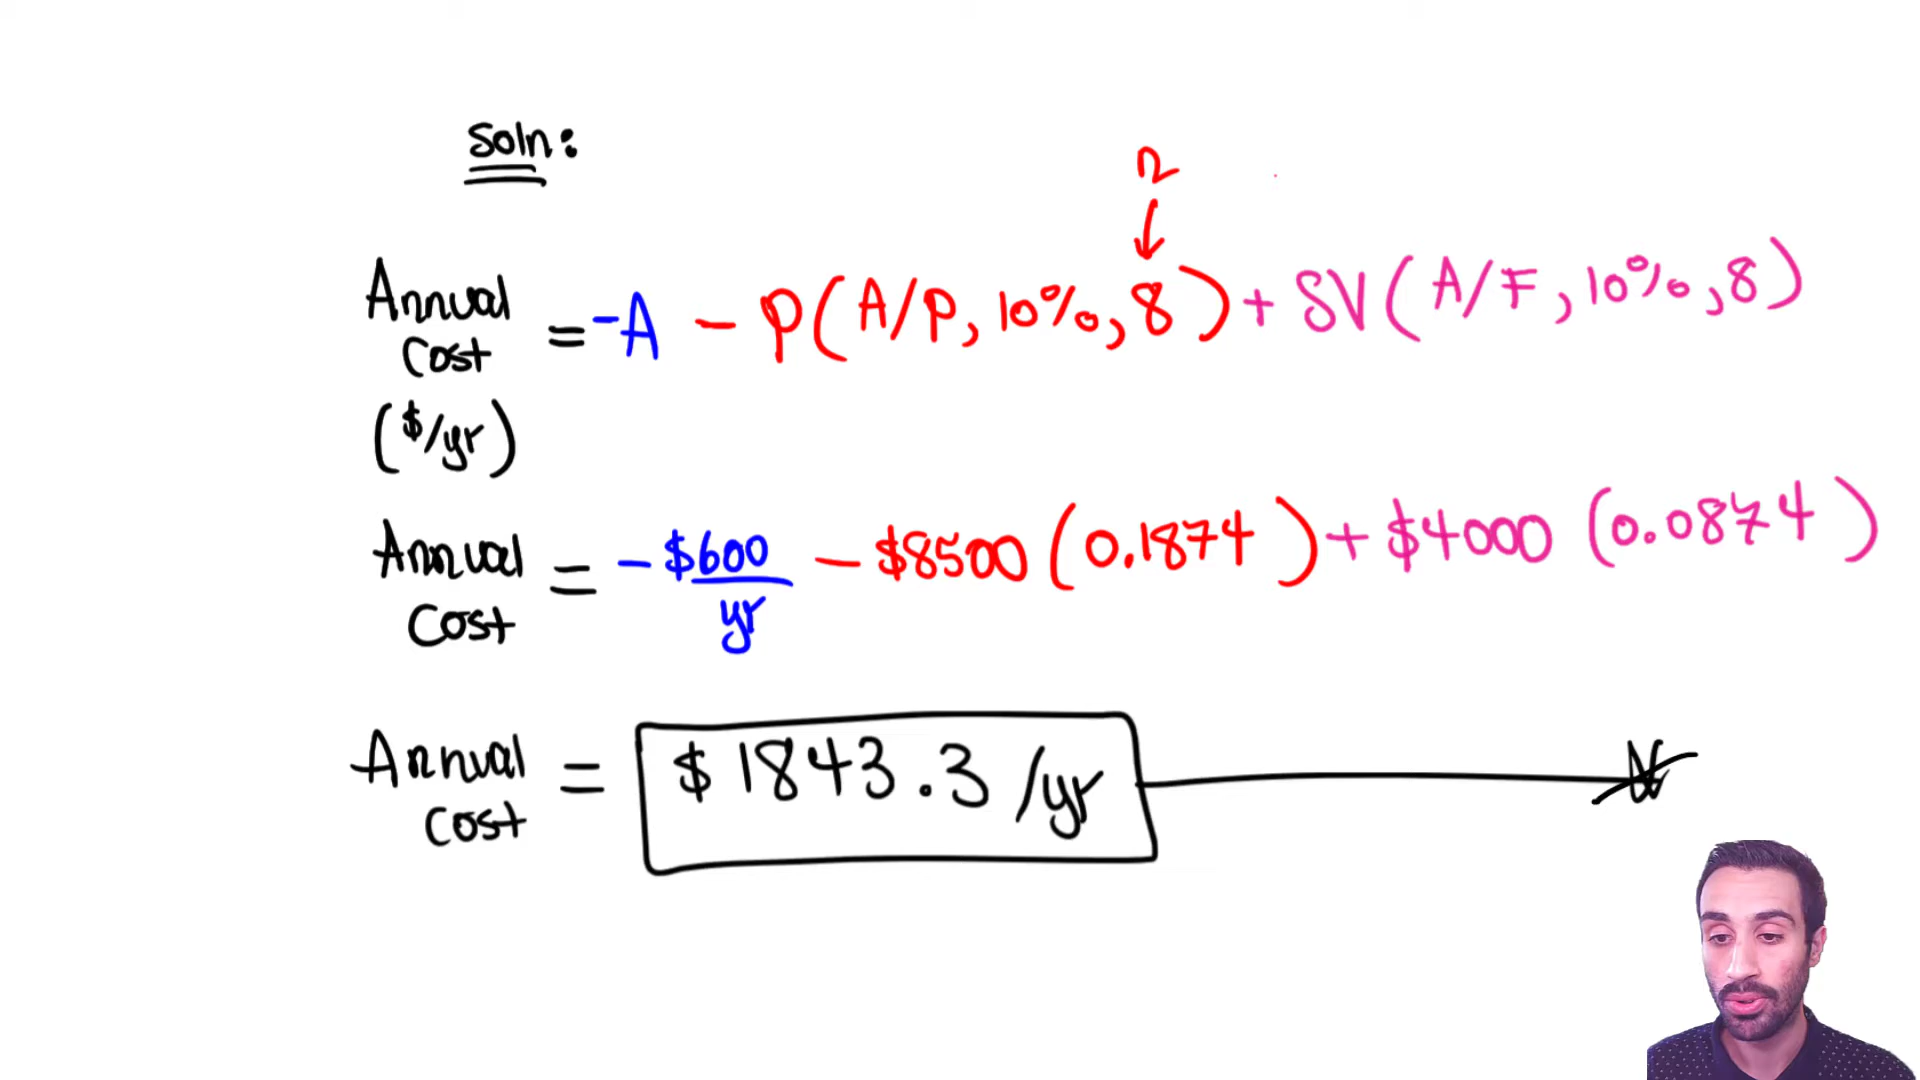 Soln:
n
Annual
Cost
($/yr)
= -A - P(A/P, 10%, 8) + SV(A/F, 10%, 8)
Annual
Cost
= - $600/yr - $8500 (0.1874) + $4000 (0.0874)
Annual
Cost
= $1843.3/yr